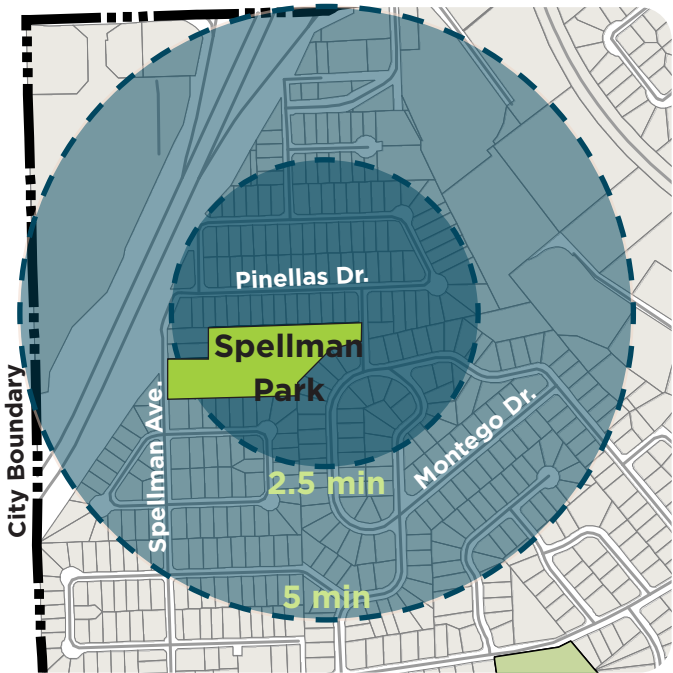 Pinellas Dr.
Spellman
Park
City Boundary
Spellman Ave.
Montego Dr.
2.5 min
5 min